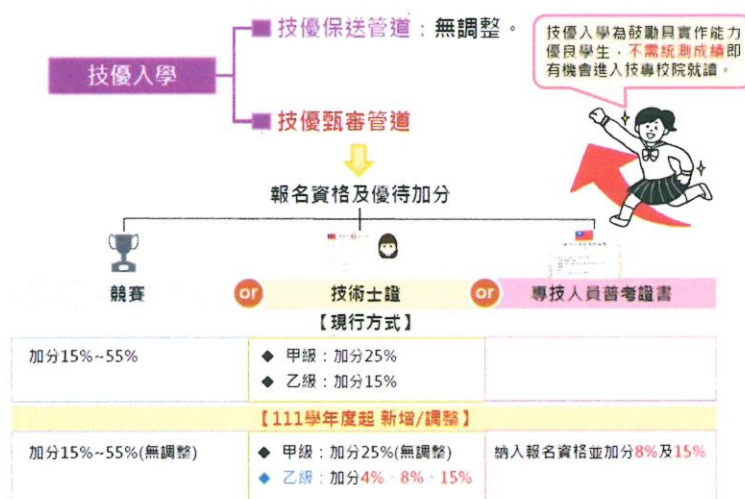 技優保送管道：無調整。
技優入學
技優甄審管道
技優入學為鼓勵具實作能力
優良學生，不需統測成績即
有機會進入技專校院就讀。
報名資格及優待加分
競賽 or 技術士證 or 專技人員普考證書
【現行方式】
加分15%~55%
◆ 甲級：加分25%
◆ 乙級：加分15%
【111學年度起 新增/調整】
加分15%~55%(無調整)
◆ 甲級：加分25%(無調整)
◆ 乙級：加分4%、8%、15%
納入報名資格並加分8%及15%